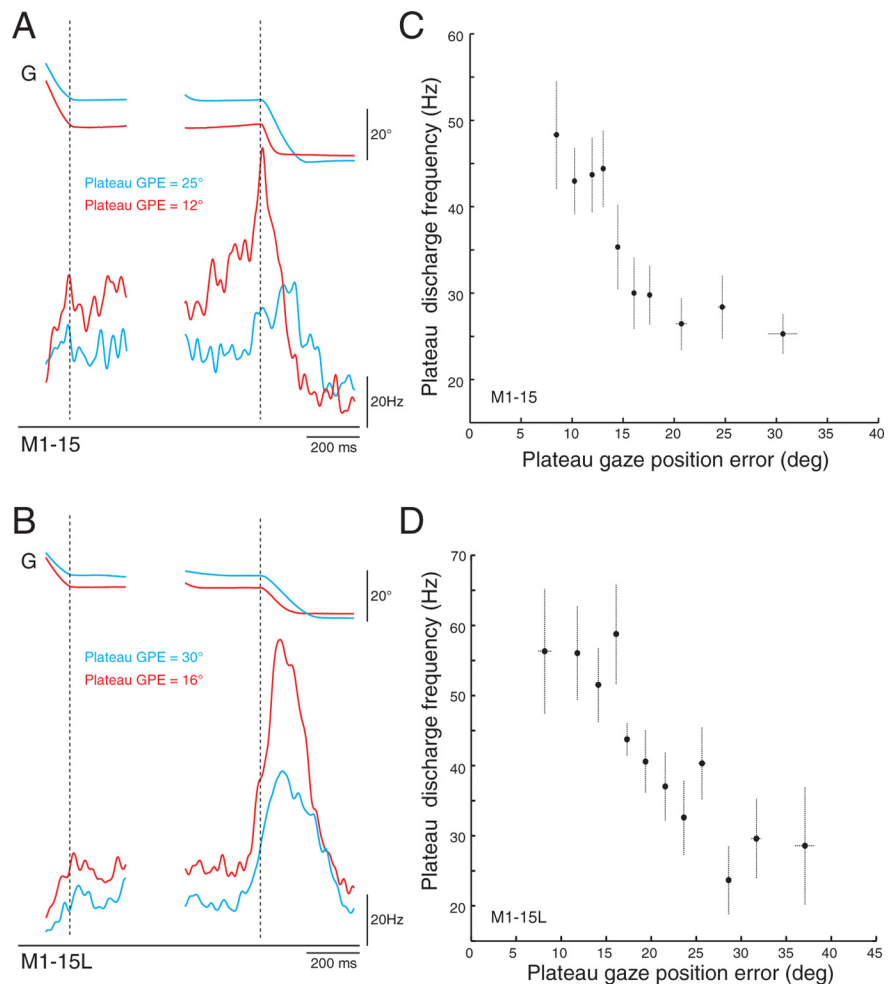 A
G
20°
Plateau GPE = 25°
Plateau GPE = 12°
20Hz
M1-15
200 ms
C
Plateau discharge frequency (Hz)
60
50
40
30
20
M1-15
0 5 10 15 20 25 30 35 40
Plateau gaze position error (deg)
B
G
20°
Plateau GPE = 30°
Plateau GPE = 16°
20Hz
M1-15L
200 ms
D
Plateau discharge frequency (Hz)
70
60
50
40
30
20
M1-15L
0 5 10 15 20 25 30 35 40 45
Plateau gaze position error (deg)